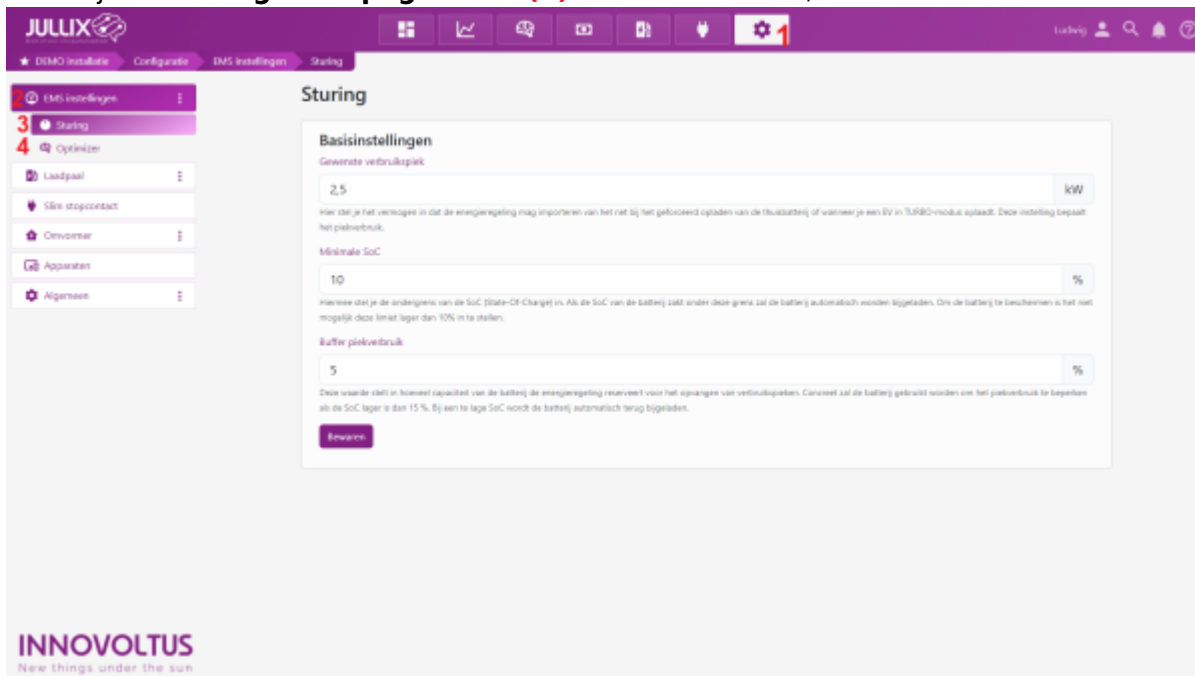 JULLIX
1
Ludwig
DEMO Installatie
Configuratie
EMS instellingen
Sturing
2 EMS instellingen
3 Sturing
4 Optimizer
Laadpaal
Slim stopcontact
Omvormer
Apparaten
Algemeen
Sturing
Basisinstellingen
Gewenste verbruikspiek
2,5 kW
Hier stel je het vermogen in dat de energieregeling mag importeren van het net bij het geforceerd opladen van de thuisbatterij of wanneer je een EV in TURBO-modus oplaadt. Deze instelling bepaalt
het piekverbruik.
Minimale SoC
10 %
Hiermee stel je de ondergrens van de SoC (State-Of-Charge) in. Als de SoC van de batterij zakt onder deze grens zal de batterij automatisch worden bijgeladen. Om de batterij te beschermen is het niet
mogelijk deze limiet lager dan 10% in te stellen.
Buffer piekverbruik
5 %
Deze waarde stelt in hoeveel capaciteit van de batterij de energieregeling reserveert voor het opvangen van verbruikspieken. Concreet zal de batterij gebruikt worden om het piekverbruik te beperken
als de SoC lager is dan 15 %. Bij een te lage SoC wordt de batterij automatisch terug bijgeladen.
Bewaren
INNOVOLTUS
New things under the sun